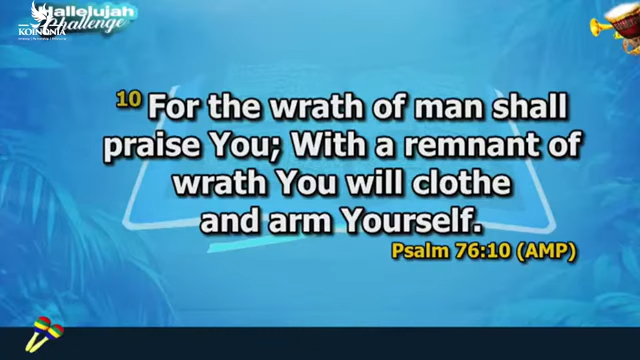 Hallelujah
Challenge
KOINONIA
10 For the wrath of man shall
praise You; With a remnant of
wrath You will clothe
and arm Yourself.
Psalm 76:10 (AMP)